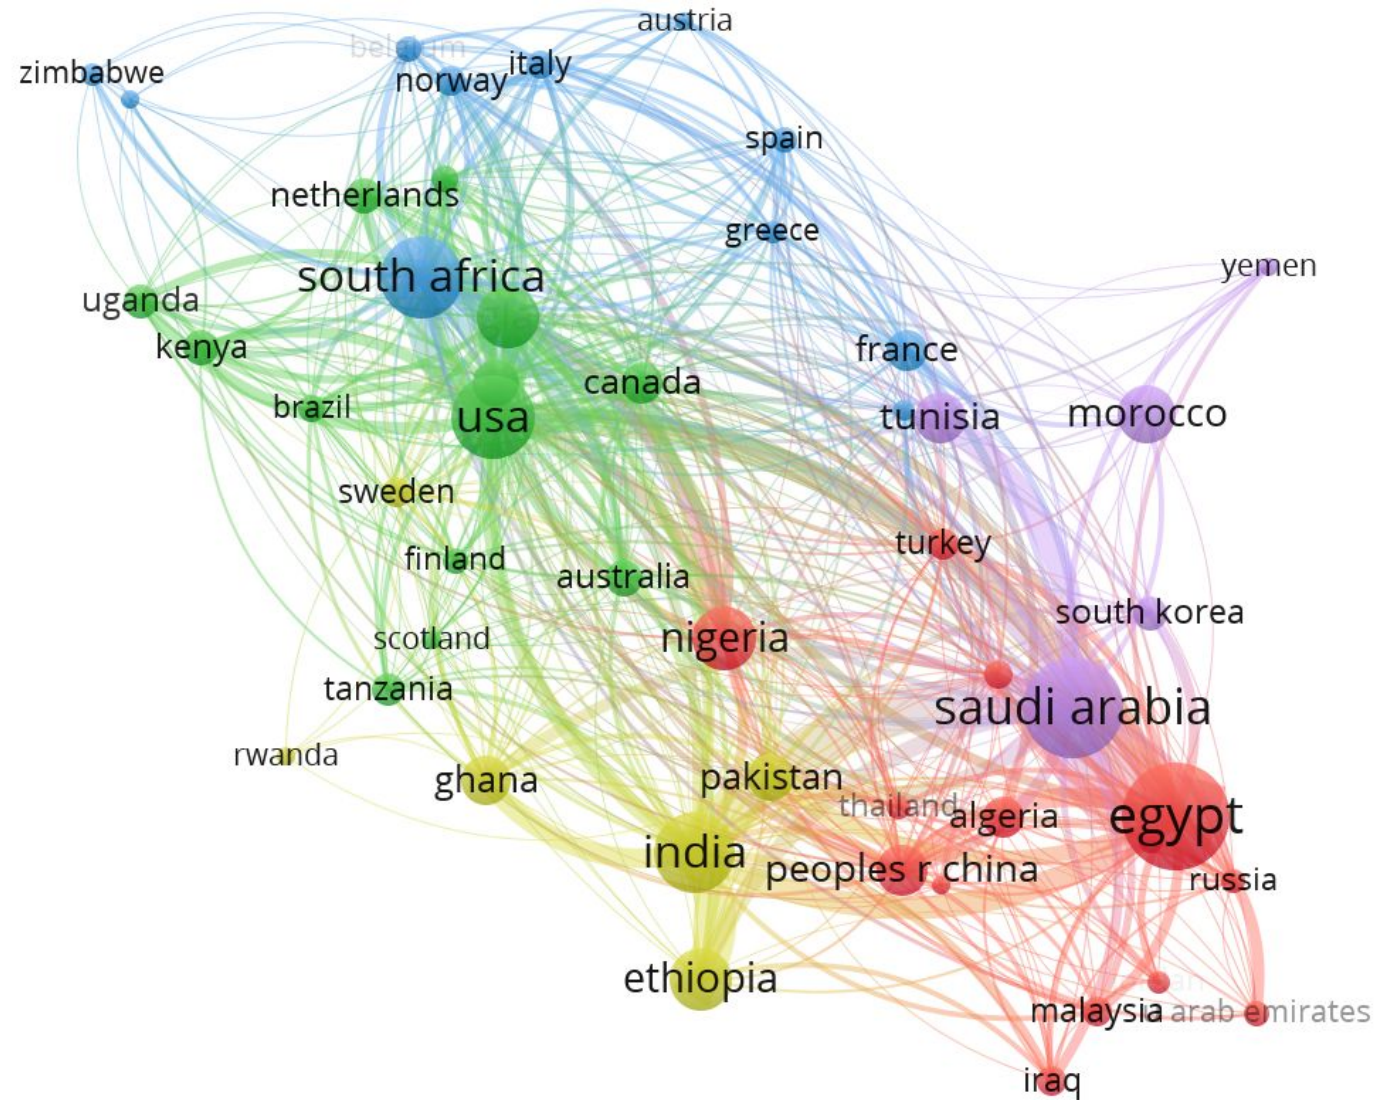 austria
belgium
italy
zimbabwe
norway
spain
netherlands
greece
south africa
yemen
uganda
kenya
france
canada
brazil
usa
tunisia
morocco
sweden
turkey
finland
australia
south korea
scotland
nigeria
tanzania
saudi arabia
rwanda
ghana
pakistan
thailand
algeria
egypt
india
peoples r china
russia
ethiopia
malaysia
arab emirates
iraq